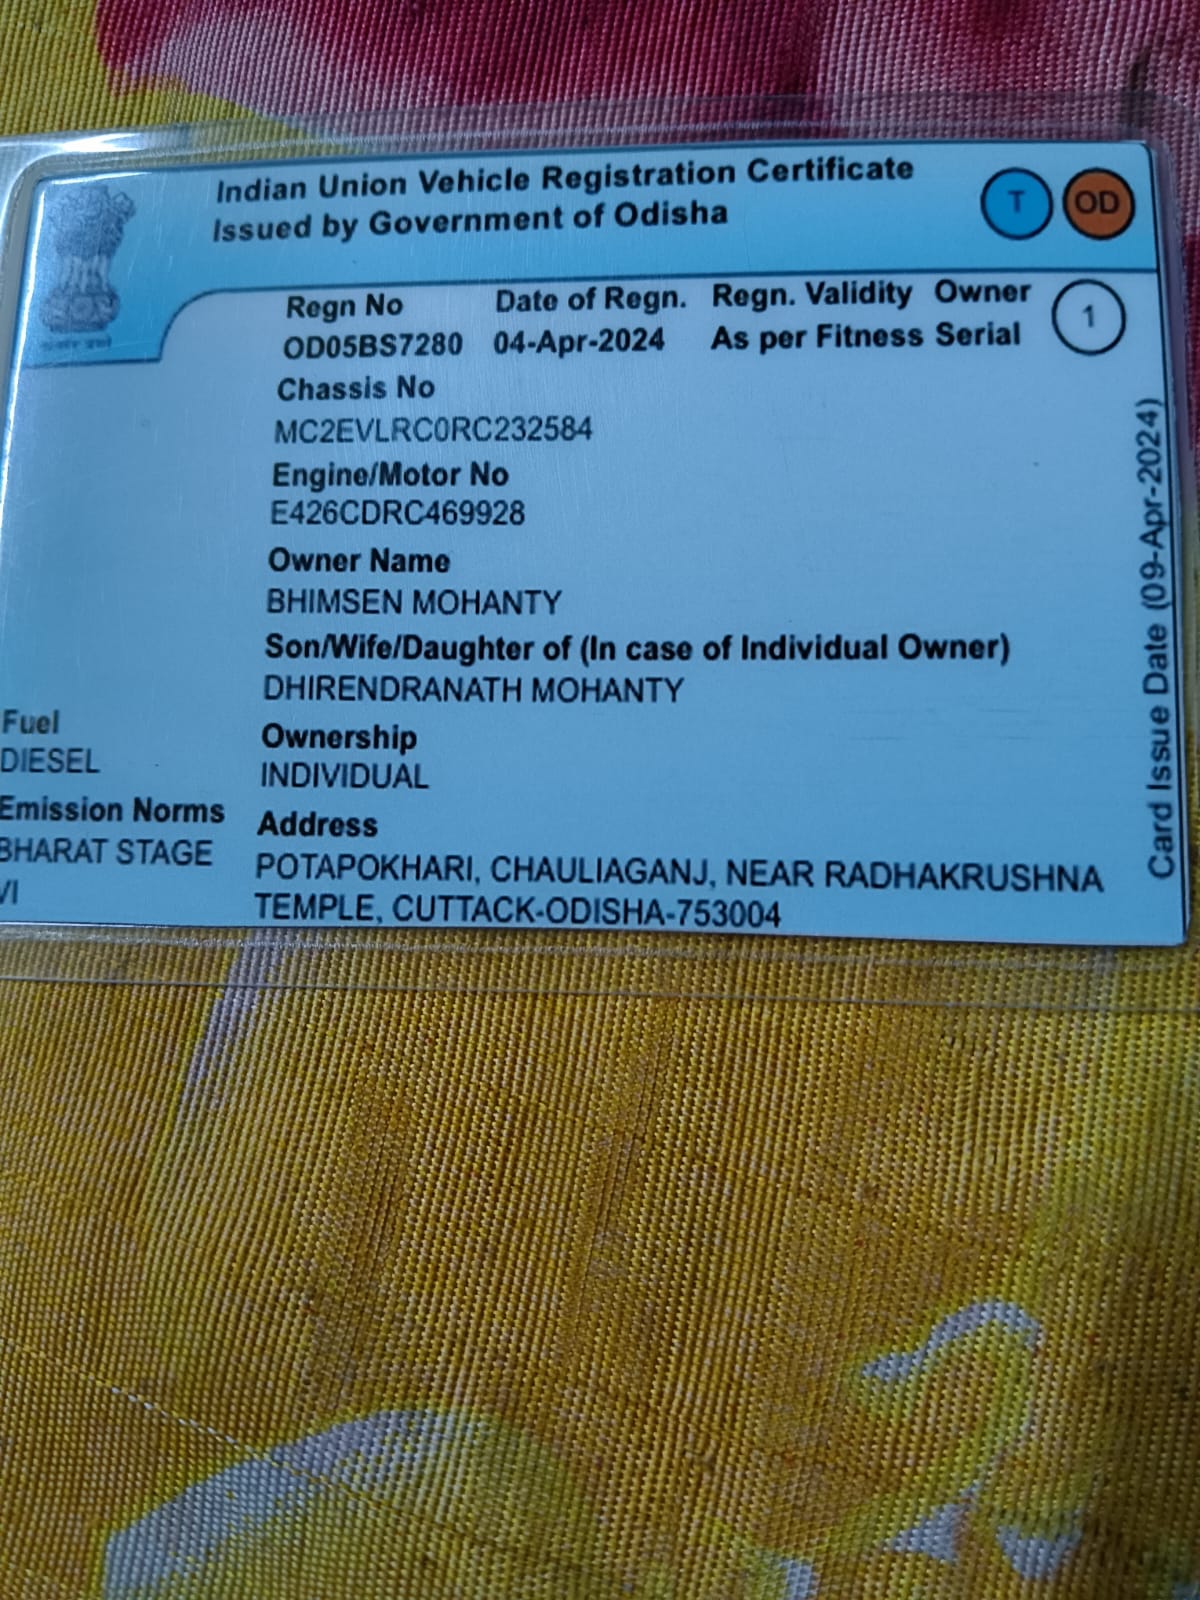 Indian Union Vehicle Registration Certificate
Issued by Government of Odisha
T OD
Regn No Date of Regn. Regn. Validity Owner
OD05BS7280 04-Apr-2024 As per Fitness Serial 1
Chassis No
MC2EVLRC0RC232584
Engine/Motor No
E426CDRC469928
Owner Name
BHIMSEN MOHANTY
Son/Wife/Daughter of (In case of Individual Owner)
DHIRENDRANATH MOHANTY
Fuel
DIESEL
Ownership
INDIVIDUAL
Emission Norms
BHARAT STAGE
VI
Address
POTAPOKHARI, CHAULIAGANJ, NEAR RADHAKRUSHNA
TEMPLE, CUTTACK-ODISHA-753004
Card Issue Date (09-Apr-2024)